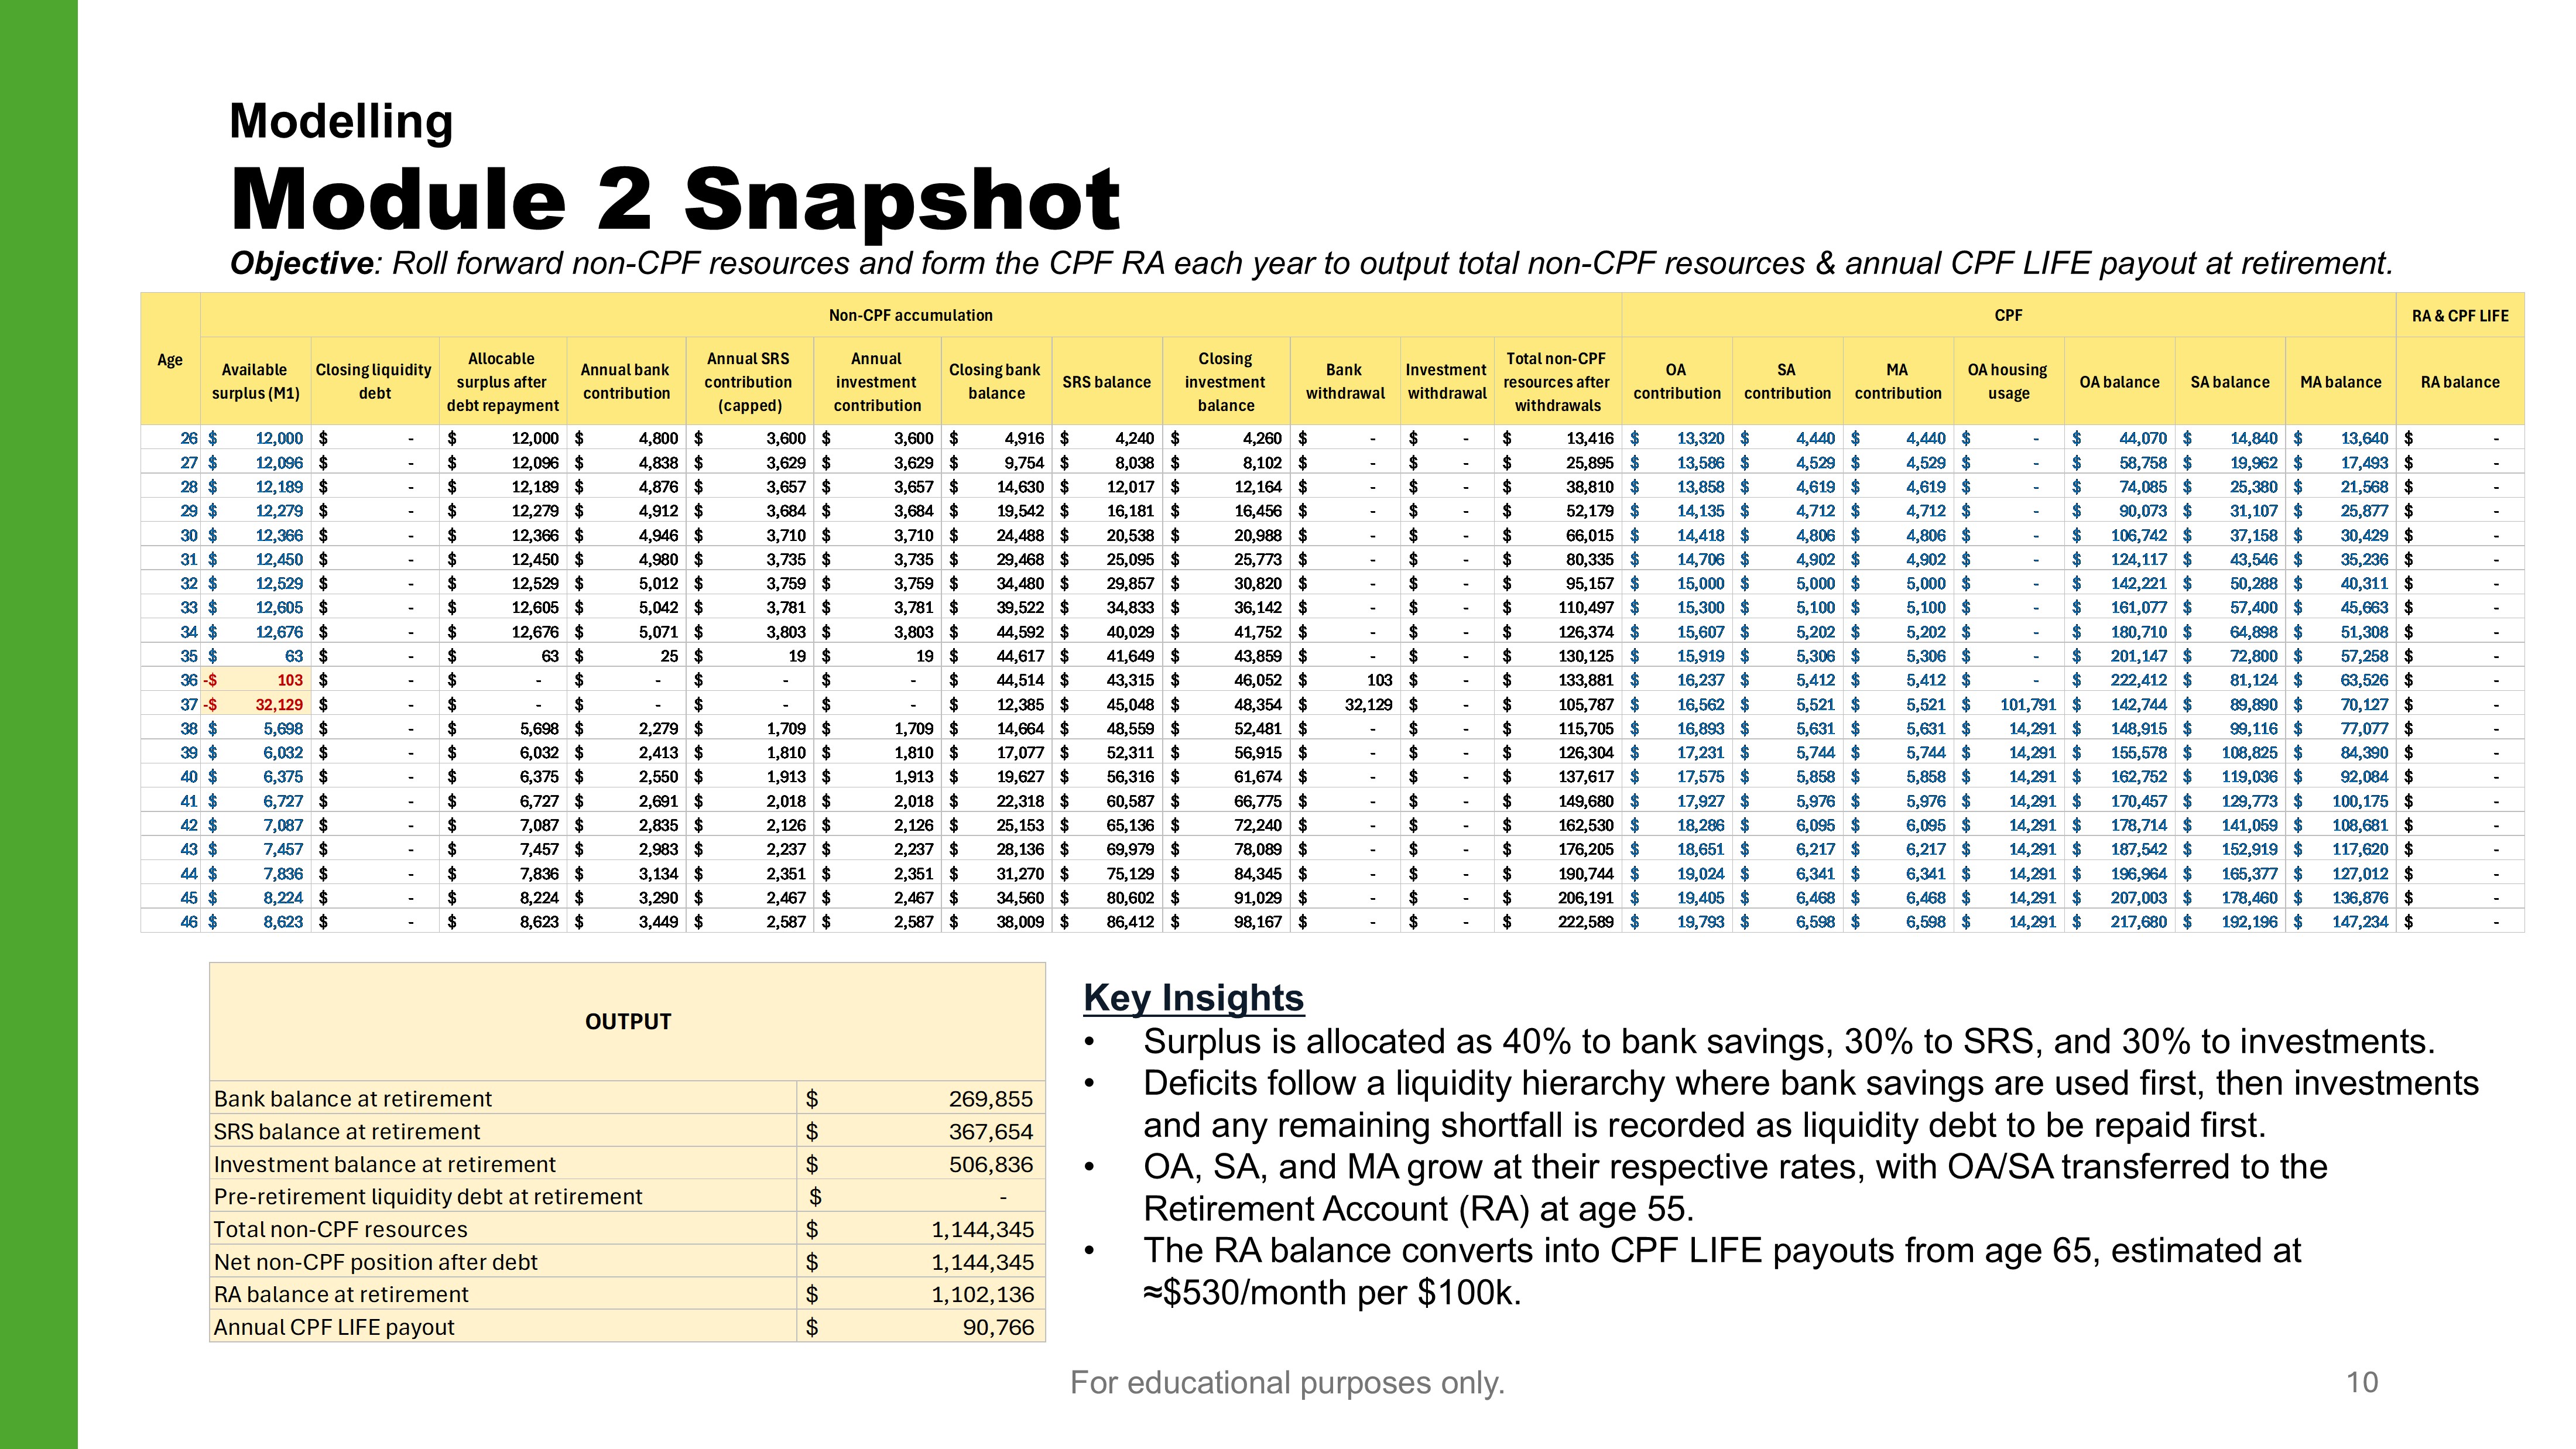 Modelling
Module 2 Snapshot
Objective: Roll forward non-CPF resources and form the CPF RA each year to output total non-CPF resources & annual CPF LIFE payout at retirement.
Age Non-CPF accumulation CPF RA & CPF LIFE
Available surplus (M1) Closing liquidity debt Allocable surplus after debt repayment Annual bank contribution Annual SRS contribution (capped) Annual investment contribution Closing bank balance SRS balance Closing investment balance Bank withdrawal Investment withdrawal Total non-CPF resources after withdrawals OA contribution SA contribution MA contribution OA housing usage OA balance SA balance MA balance RA balance
26 $ 12,000 $ - $ 12,000 $ 4,800 $ 3,600 $ 3,600 $ 4,916 $ 4,240 $ 4,260 $ - $ - $ 13,416 $ 13,320 $ 4,440 $ 4,440 $ - $ 44,070 $ 14,840 $ 13,640 $ -
27 $ 12,096 $ - $ 12,096 $ 4,838 $ 3,629 $ 3,629 $ 9,754 $ 8,038 $ 8,102 $ - $ - $ 25,895 $ 13,586 $ 4,529 $ 4,529 $ - $ 58,758 $ 19,962 $ 17,493 $ -
28 $ 12,189 $ - $ 12,189 $ 4,876 $ 3,657 $ 3,657 $ 14,630 $ 12,017 $ 12,164 $ - $ - $ 38,810 $ 13,858 $ 4,619 $ 4,619 $ - $ 74,085 $ 25,380 $ 21,568 $ -
29 $ 12,279 $ - $ 12,279 $ 4,912 $ 3,684 $ 3,684 $ 19,542 $ 16,181 $ 16,456 $ - $ - $ 52,179 $ 14,135 $ 4,712 $ 4,712 $ - $ 90,073 $ 31,107 $ 25,877 $ -
30 $ 12,366 $ - $ 12,366 $ 4,946 $ 3,710 $ 3,710 $ 24,488 $ 20,538 $ 20,988 $ - $ - $ 66,015 $ 14,418 $ 4,806 $ 4,806 $ - $ 106,742 $ 37,158 $ 30,429 $ -
31 $ 12,450 $ - $ 12,450 $ 4,980 $ 3,735 $ 3,735 $ 29,468 $ 25,095 $ 25,773 $ - $ - $ 80,335 $ 14,706 $ 4,902 $ 4,902 $ - $ 124,117 $ 43,546 $ 35,236 $ -
32 $ 12,529 $ - $ 12,529 $ 5,012 $ 3,759 $ 3,759 $ 34,480 $ 29,857 $ 30,820 $ - $ - $ 95,157 $ 15,000 $ 5,000 $ 5,000 $ - $ 142,221 $ 50,288 $ 40,311 $ -
33 $ 12,605 $ - $ 12,605 $ 5,042 $ 3,781 $ 3,781 $ 39,522 $ 34,833 $ 36,142 $ - $ - $ 110,497 $ 15,300 $ 5,100 $ 5,100 $ - $ 161,077 $ 57,400 $ 45,663 $ -
34 $ 12,676 $ - $ 12,676 $ 5,071 $ 3,803 $ 3,803 $ 44,592 $ 40,029 $ 41,752 $ - $ - $ 126,374 $ 15,607 $ 5,202 $ 5,202 $ - $ 180,710 $ 64,898 $ 51,308 $ -
35 $ 63 $ - $ 63 $ 25 $ 19 $ 19 $ 44,617 $ 41,649 $ 43,859 $ - $ - $ 130,125 $ 15,919 $ 5,306 $ 5,306 $ - $ 201,147 $ 72,800 $ 57,258 $ -
36 -$ 103 $ - $ - $ - $ - $ - $ 44,514 $ 43,315 $ 46,052 $ 103 $ - $ 133,881 $ 16,237 $ 5,412 $ 5,412 $ - $ 222,412 $ 81,124 $ 63,526 $ -
37 -$ 32,129 $ - $ - $ - $ - $ - $ 12,385 $ 45,048 $ 48,354 $ 32,129 $ - $ 105,787 $ 16,562 $ 5,521 $ 5,521 $ 101,791 $ 142,744 $ 89,890 $ 70,127 $ -
38 $ 5,698 $ - $ 5,698 $ 2,279 $ 1,709 $ 1,709 $ 14,664 $ 48,559 $ 52,481 $ - $ - $ 115,705 $ 16,893 $ 5,631 $ 5,631 $ 14,291 $ 148,915 $ 99,116 $ 77,077 $ -
39 $ 6,032 $ - $ 6,032 $ 2,413 $ 1,810 $ 1,810 $ 17,077 $ 52,311 $ 56,915 $ - $ - $ 126,304 $ 17,231 $ 5,744 $ 5,744 $ 14,291 $ 155,578 $ 108,825 $ 84,390 $ -
40 $ 6,375 $ - $ 6,375 $ 2,550 $ 1,913 $ 1,913 $ 19,627 $ 56,316 $ 61,674 $ - $ - $ 137,617 $ 17,575 $ 5,858 $ 5,858 $ 14,291 $ 162,752 $ 119,036 $ 92,084 $ -
41 $ 6,727 $ - $ 6,727 $ 2,691 $ 2,018 $ 2,018 $ 22,318 $ 60,587 $ 66,775 $ - $ - $ 149,680 $ 17,927 $ 5,976 $ 5,976 $ 14,291 $ 170,457 $ 129,773 $ 100,175 $ -
42 $ 7,087 $ - $ 7,087 $ 2,835 $ 2,126 $ 2,126 $ 25,153 $ 65,136 $ 72,240 $ - $ - $ 162,530 $ 18,286 $ 6,095 $ 6,095 $ 14,291 $ 178,714 $ 141,059 $ 108,681 $ -
43 $ 7,457 $ - $ 7,457 $ 2,983 $ 2,237 $ 2,237 $ 28,136 $ 69,979 $ 78,089 $ - $ - $ 176,205 $ 18,651 $ 6,217 $ 6,217 $ 14,291 $ 187,542 $ 152,919 $ 117,620 $ -
44 $ 7,836 $ - $ 7,836 $ 3,134 $ 2,351 $ 2,351 $ 31,270 $ 75,129 $ 84,345 $ - $ - $ 190,744 $ 19,024 $ 6,341 $ 6,341 $ 14,291 $ 196,964 $ 165,377 $ 127,012 $ -
45 $ 8,224 $ - $ 8,224 $ 3,290 $ 2,467 $ 2,467 $ 34,560 $ 80,602 $ 91,029 $ - $ - $ 206,191 $ 19,405 $ 6,468 $ 6,468 $ 14,291 $ 207,003 $ 178,460 $ 136,876 $ -
46 $ 8,623 $ - $ 8,623 $ 3,449 $ 2,587 $ 2,587 $ 38,009 $ 86,412 $ 98,167 $ - $ - $ 222,589 $ 19,793 $ 6,598 $ 6,598 $ 14,291 $ 217,680 $ 192,196 $ 147,234 $ -
OUTPUT
Bank balance at retirement $ 269,855
SRS balance at retirement $ 367,654
Investment balance at retirement $ 506,836
Pre-retirement liquidity debt at retirement $ -
Total non-CPF resources $ 1,144,345
Net non-CPF position after debt $ 1,144,345
RA balance at retirement $ 1,102,136
Annual CPF LIFE payout $ 90,766
Key Insights
• Surplus is allocated as 40% to bank savings, 30% to SRS, and 30% to investments.
• Deficits follow a liquidity hierarchy where bank savings are used first, then investments
and any remaining shortfall is recorded as liquidity debt to be repaid first.
• OA, SA, and MA grow at their respective rates, with OA/SA transferred to the
Retirement Account (RA) at age 55.
• The RA balance converts into CPF LIFE payouts from age 65, estimated at
≈$530/month per $100k.
For educational purposes only.
10